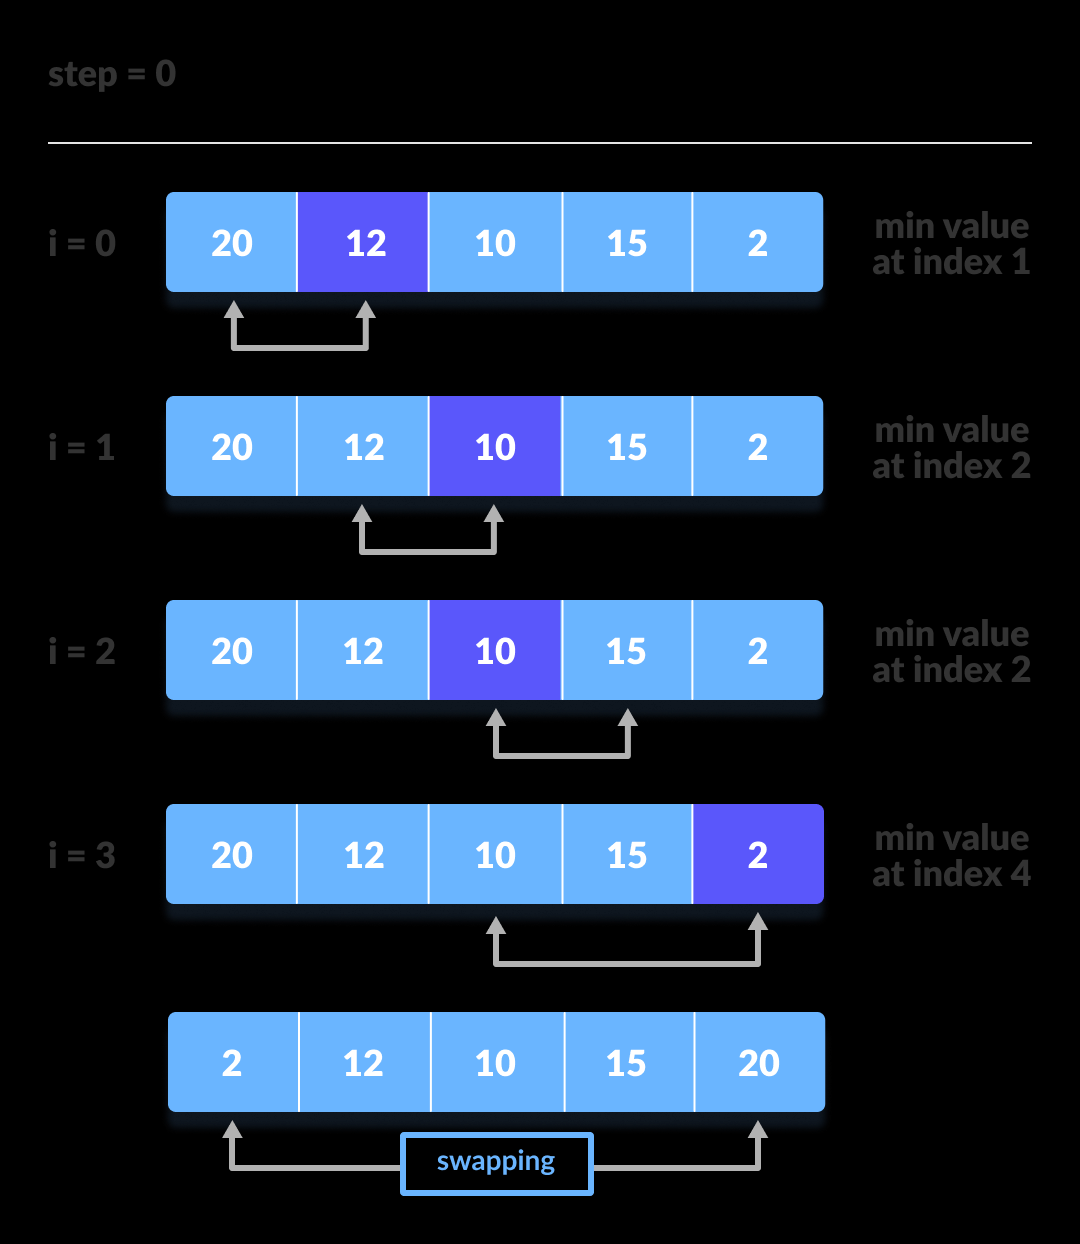 step = 0
i = 0 20 12 10 15 2 min value
at index 1
i = 1 20 12 10 15 2 min value
at index 2
i = 2 20 12 10 15 2 min value
at index 2
i = 3 20 12 10 15 2 min value
at index 4
2 12 10 15 20
swapping